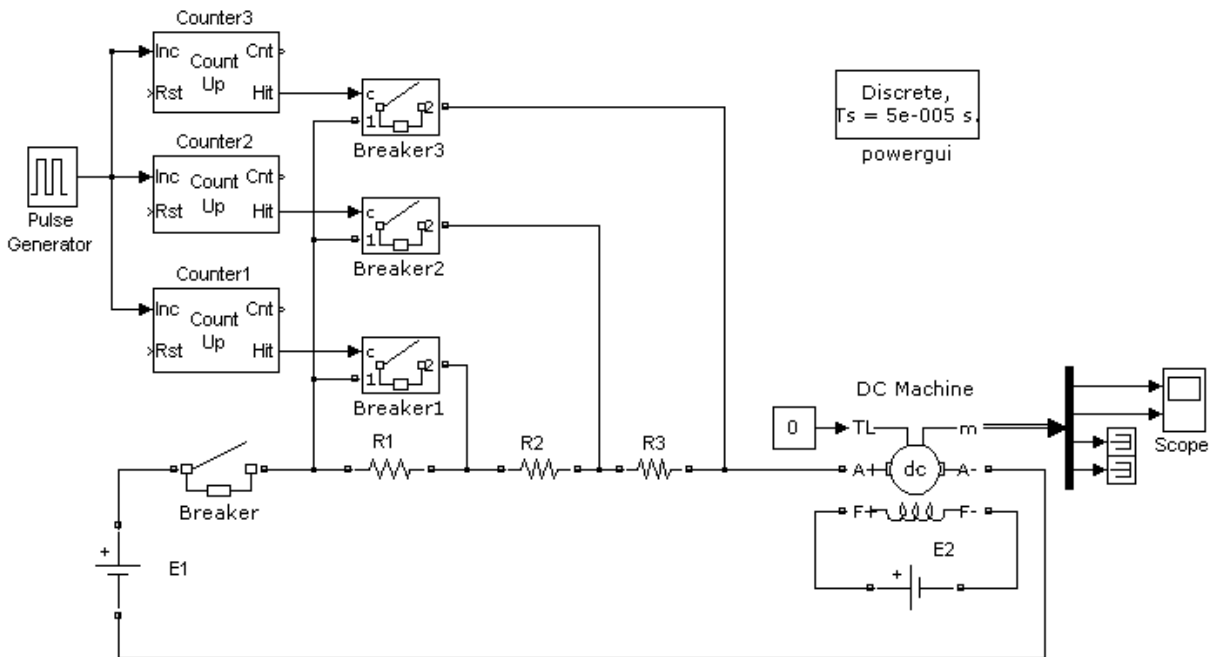 Counter3
Inc
Cnt
Count
Up
Rst
Hit
c
1
2
Breaker3
Discrete,
Ts = 5e-005 s.
powergui
Counter2
Inc
Cnt
Count
Up
Rst
Hit
c
1
2
Breaker2
Pulse
Generator
Counter1
Inc
Cnt
Count
Up
Rst
Hit
c
1
2
Breaker1
DC Machine
0
TL
m
Scope
R1
R2
R3
A+
dc
A-
Breaker
F+
F-
E2
+
+
E1